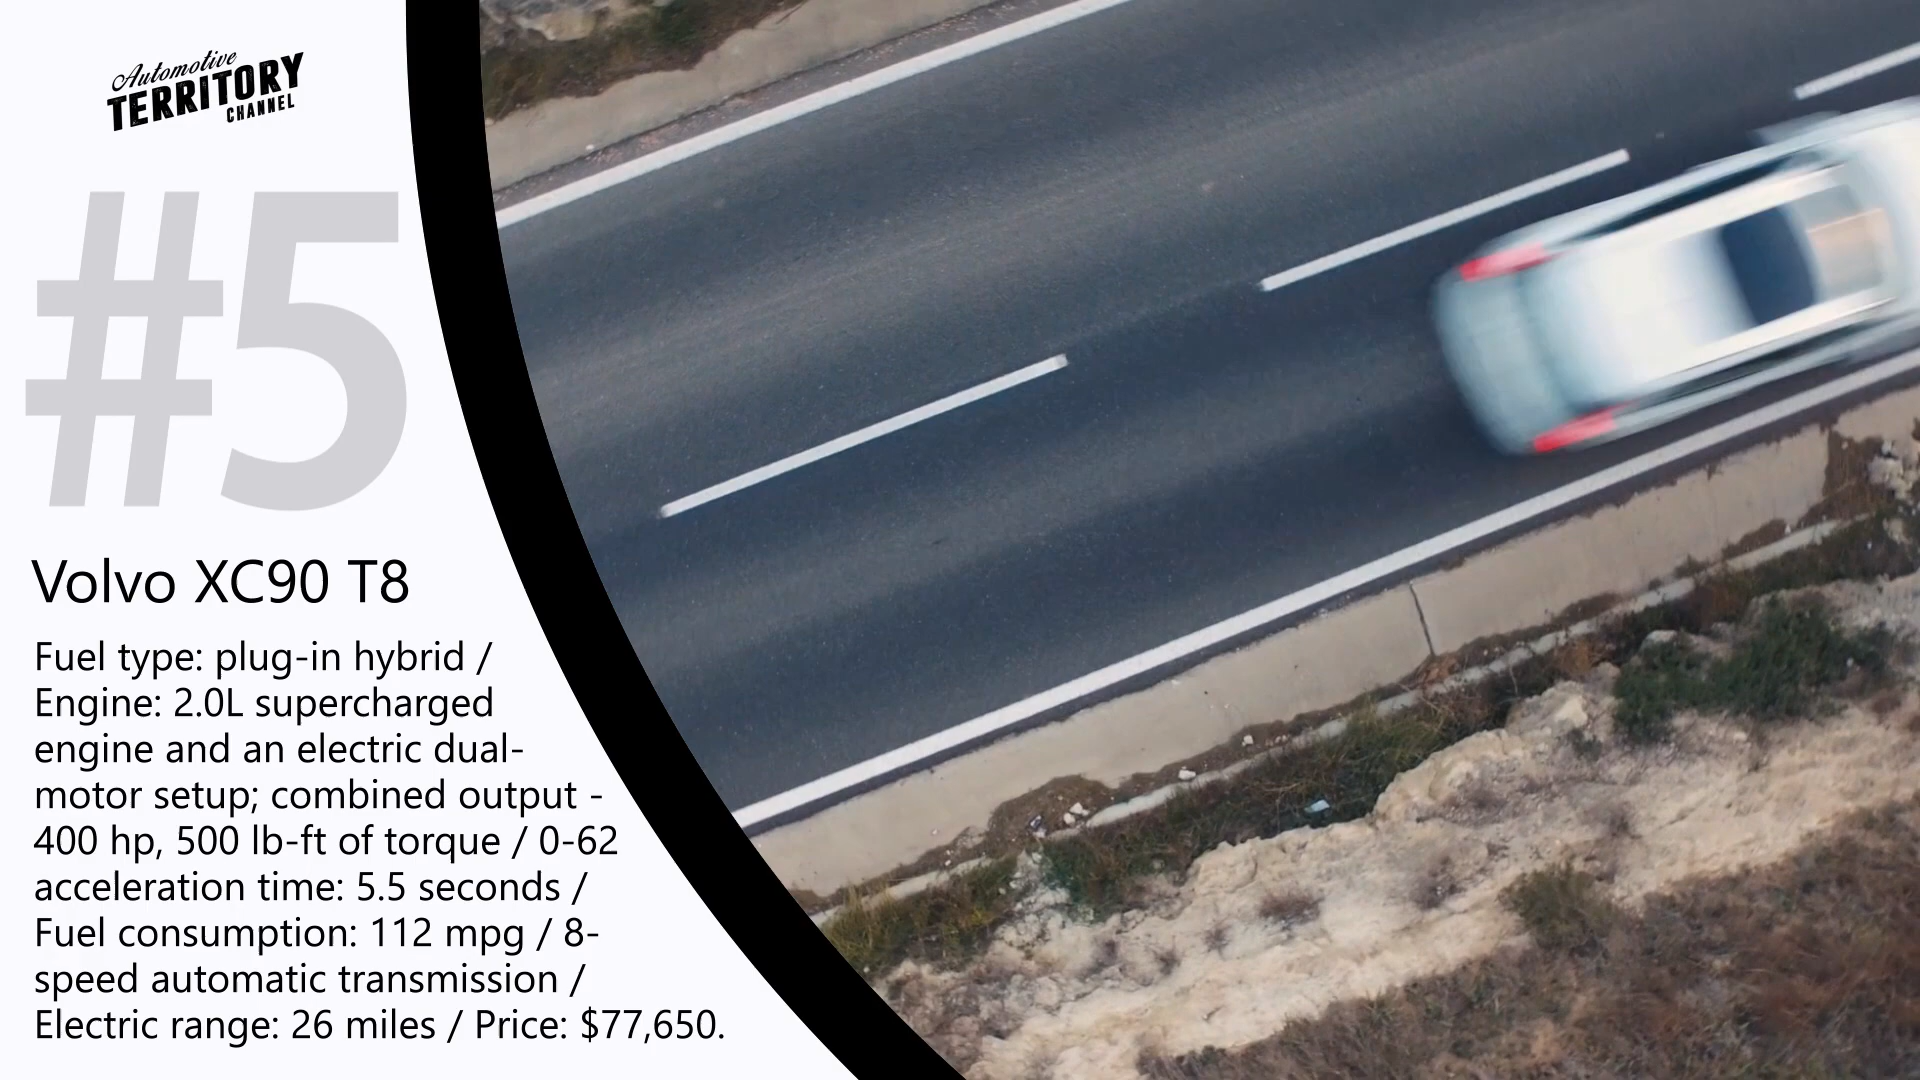 Automotive
TERRITORY
CHANNEL
#5
Volvo XC90 T8
Fuel type: plug-in hybrid /
Engine: 2.0L supercharged
engine and an electric dual-
motor setup; combined output -
400 hp, 500 lb-ft of torque / 0-62
acceleration time: 5.5 seconds /
Fuel consumption: 112 mpg / 8-
speed automatic transmission /
Electric range: 26 miles / Price: $77,650.